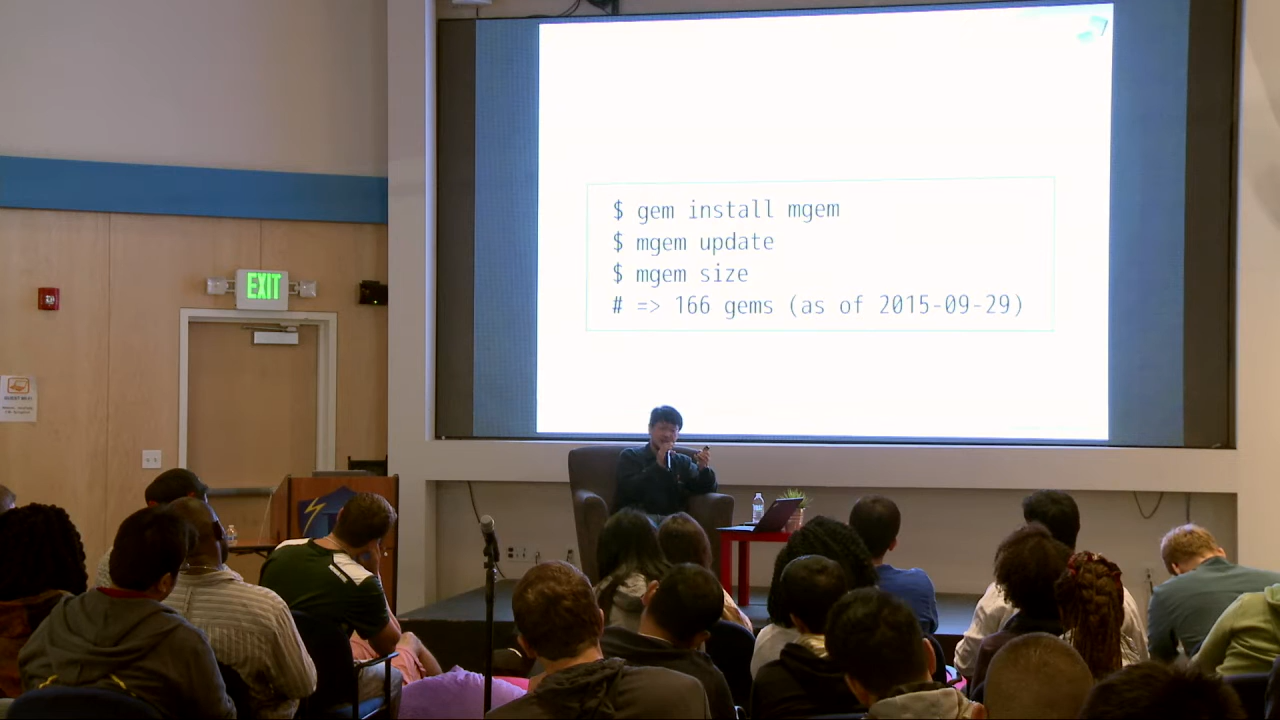 $ gem install mgem
$ mgem update
$ mgem size
# => 166 gems (as of 2015-09-29)
EXIT